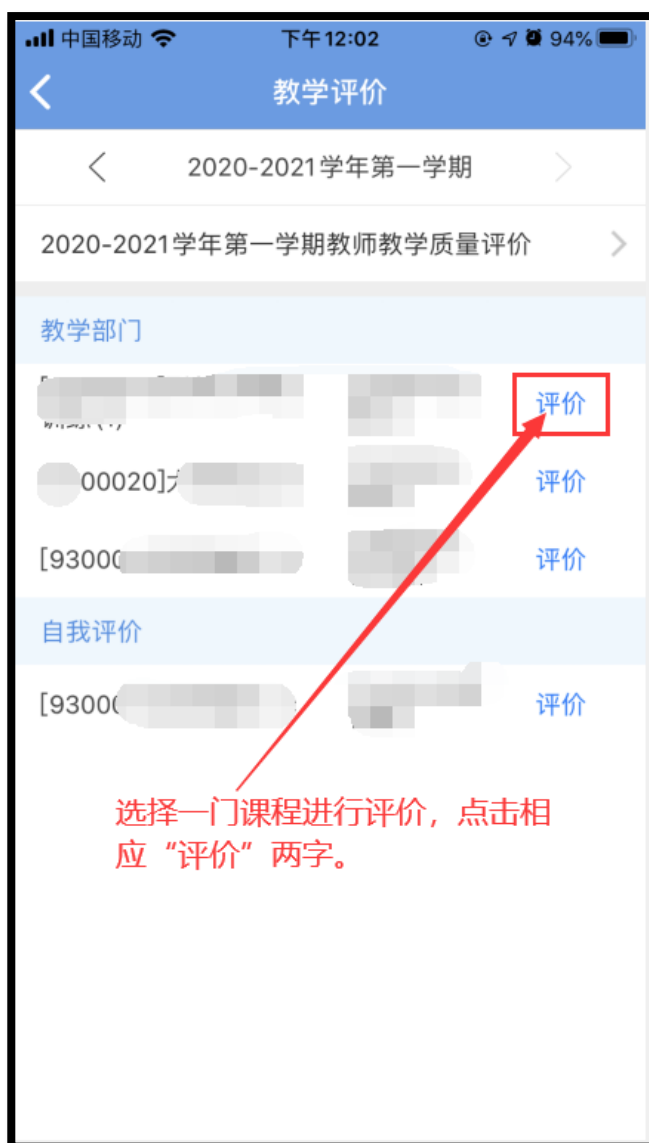 中国移动 下午12:02 94%
教学评价
2020-2021学年第一学期
2020-2021学年第一学期教师教学质量评价
教学部门
评价
00020] 评价
[9300 评价
自我评价
[9300 评价
选择一门课程进行评价，点击相
应“评价”两字。